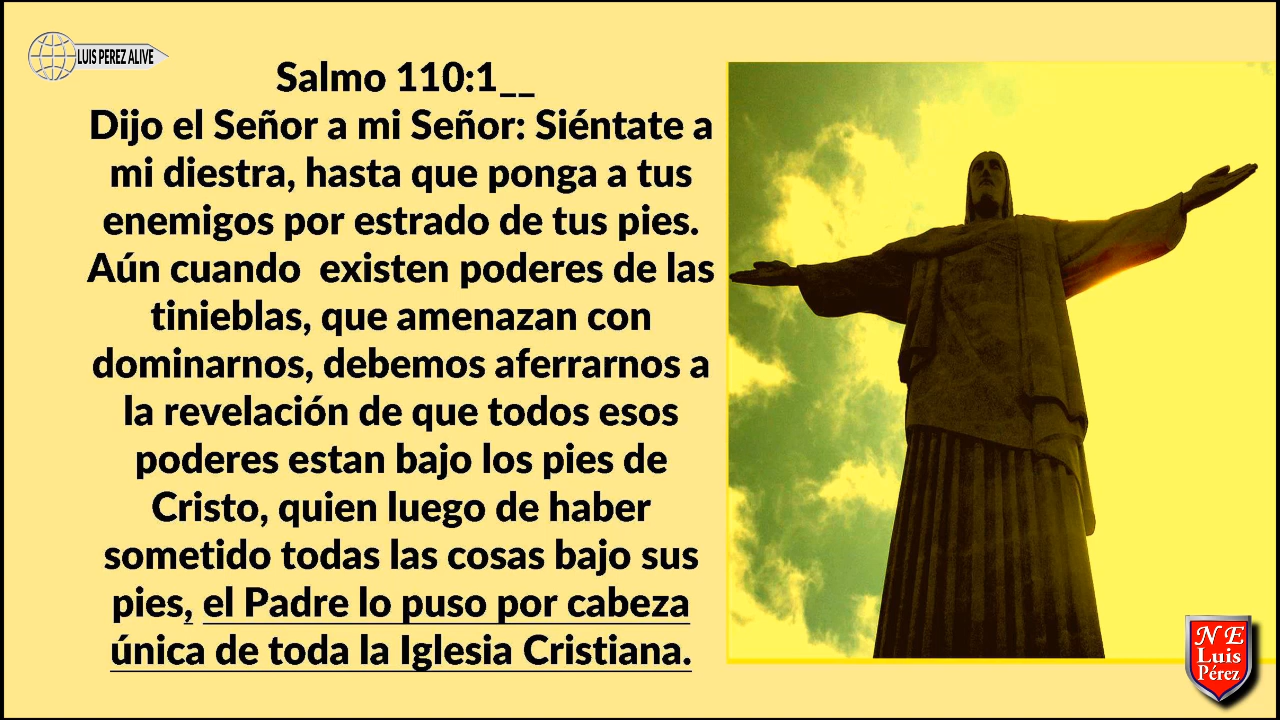 LUIS PEREZ ALIVE
Salmo 110:1__
Dijo el Señor a mi Señor: Siéntate a
mi diestra, hasta que ponga a tus
enemigos por estrado de tus pies.
Aún cuando  existen poderes de las
tinieblas, que amenazan con
dominarnos, debemos aferrarnos a
la revelación de que todos esos
poderes estan bajo los pies de
Cristo, quien luego de haber
sometido todas las cosas bajo sus
pies, el Padre lo puso por cabeza
única de toda la Iglesia Cristiana.
N E
Luis
Pérez